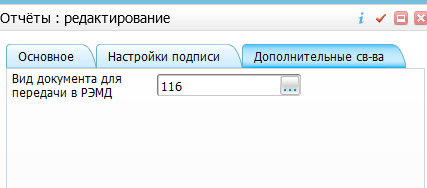 Отчёты : редактирование
Основное Настройки подписи Дополнительные св-ва
Вид документа для
передачи в РЭМД
116
...